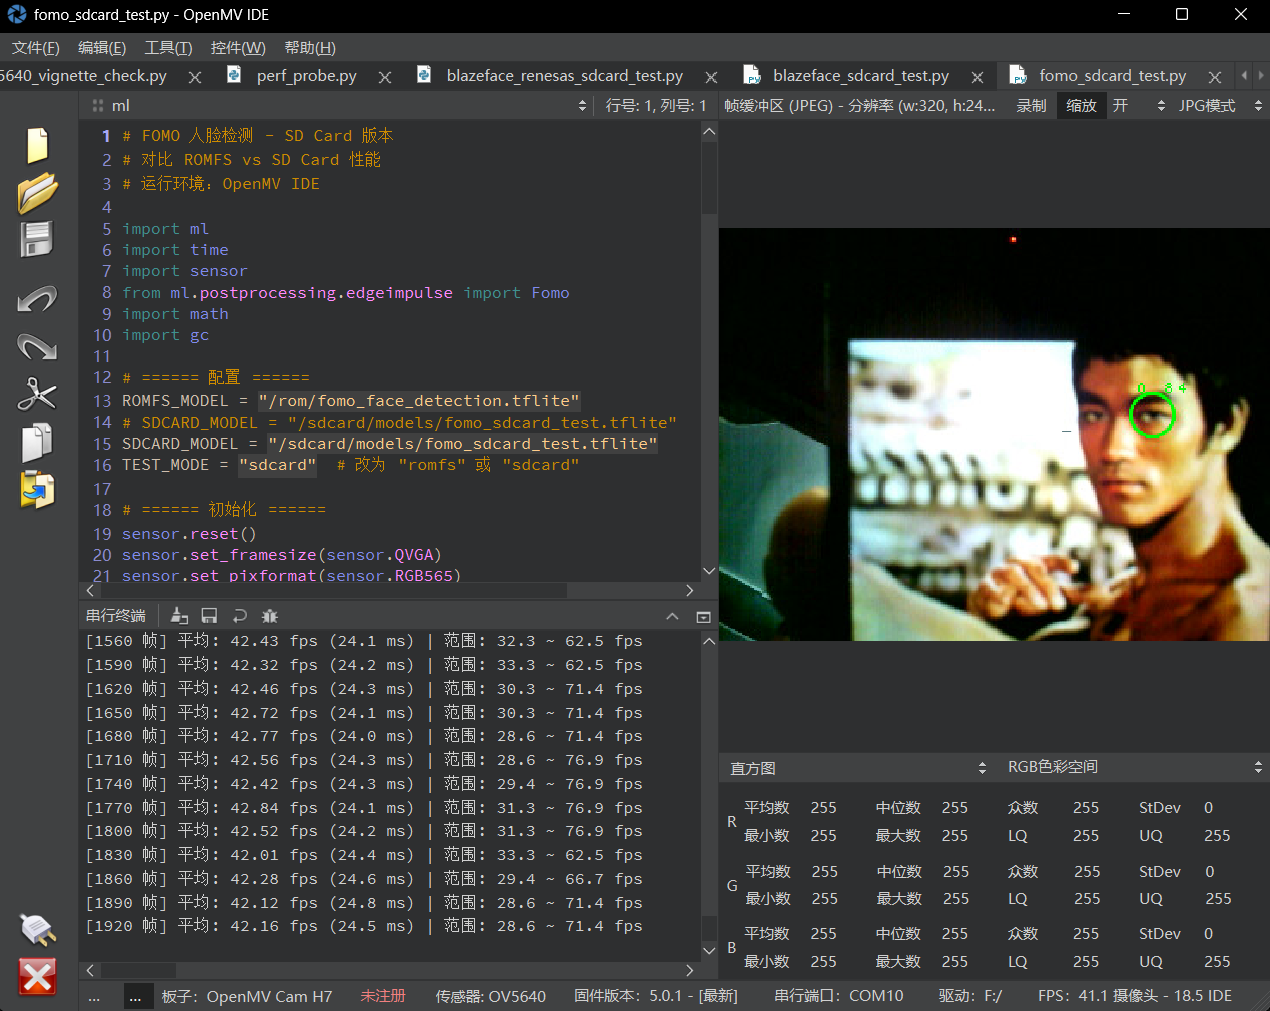 fomo_sdcard_test.py - OpenMV IDE
文件(F) 编辑(E) 工具(T) 控件(W) 帮助(H)
5640_vignette_check.py perf_probe.py blazeface_renesas_sdcard_test.py blazeface_sdcard_test.py fomo_sdcard_test.py
ml 行号: 1, 列号: 1 帧缓冲区 (JPEG) - 分辨率 (w:320, h:24... 录制 缩放 开 JPG模式
1 # FOMO 人脸检测 - SD Card 版本
2 # 对比 ROMFS vs SD Card 性能
3 # 运行环境：OpenMV IDE
4
5 import ml
6 import time
7 import sensor
8 from ml.postprocessing.edgeimpulse import Fomo
9 import math
10 import gc
11
12 # ====== 配置 ======
13 ROMFS_MODEL = "/rom/fomo_face_detection.tflite"
14 # SDCARD_MODEL = "/sdcard/models/fomo_sdcard_test.tflite"
15 SDCARD_MODEL = "/sdcard/models/fomo_sdcard_test.tflite"
16 TEST_MODE = "sdcard" # 改为 "romfs" 或 "sdcard"
17
18 # ====== 初始化 ======
19 sensor.reset()
20 sensor.set_framesize(sensor.QVGA)
21 sensor.set_pixformat(sensor.RGB565)
串行终端
[1560 帧] 平均: 42.43 fps (24.1 ms) | 范围: 32.3 ~ 62.5 fps
[1590 帧] 平均: 42.32 fps (24.2 ms) | 范围: 33.3 ~ 62.5 fps
[1620 帧] 平均: 42.46 fps (24.3 ms) | 范围: 30.3 ~ 71.4 fps
[1650 帧] 平均: 42.72 fps (24.1 ms) | 范围: 30.3 ~ 71.4 fps
[1680 帧] 平均: 42.77 fps (24.0 ms) | 范围: 28.6 ~ 71.4 fps
[1710 帧] 平均: 42.56 fps (24.3 ms) | 范围: 28.6 ~ 76.9 fps
[1740 帧] 平均: 42.42 fps (24.3 ms) | 范围: 29.4 ~ 76.9 fps
[1770 帧] 平均: 42.84 fps (24.1 ms) | 范围: 31.3 ~ 76.9 fps
[1800 帧] 平均: 42.52 fps (24.2 ms) | 范围: 31.3 ~ 76.9 fps
[1830 帧] 平均: 42.01 fps (24.4 ms) | 范围: 33.3 ~ 62.5 fps
[1860 帧] 平均: 42.28 fps (24.6 ms) | 范围: 29.4 ~ 66.7 fps
[1890 帧] 平均: 42.12 fps (24.8 ms) | 范围: 28.6 ~ 71.4 fps
[1920 帧] 平均: 42.16 fps (24.5 ms) | 范围: 28.6 ~ 71.4 fps
直方图 RGB色彩空间
R 平均数 255 中位数 255 众数 255 StDev 0
最小数 255 最大数 255 LQ 255 UQ 255
G 平均数 255 中位数 255 众数 255 StDev 0
最小数 255 最大数 255 LQ 255 UQ 255
B 平均数 255 中位数 255 众数 255 StDev 0
最小数 255 最大数 255 LQ 255 UQ 255
... ... 板子：OpenMV Cam H7 未注册 传感器: OV5640 固件版本：5.0.1 - [最新] 串行端口：COM10 驱动：F:/ FPS：41.1 摄像头 - 18.5 IDE